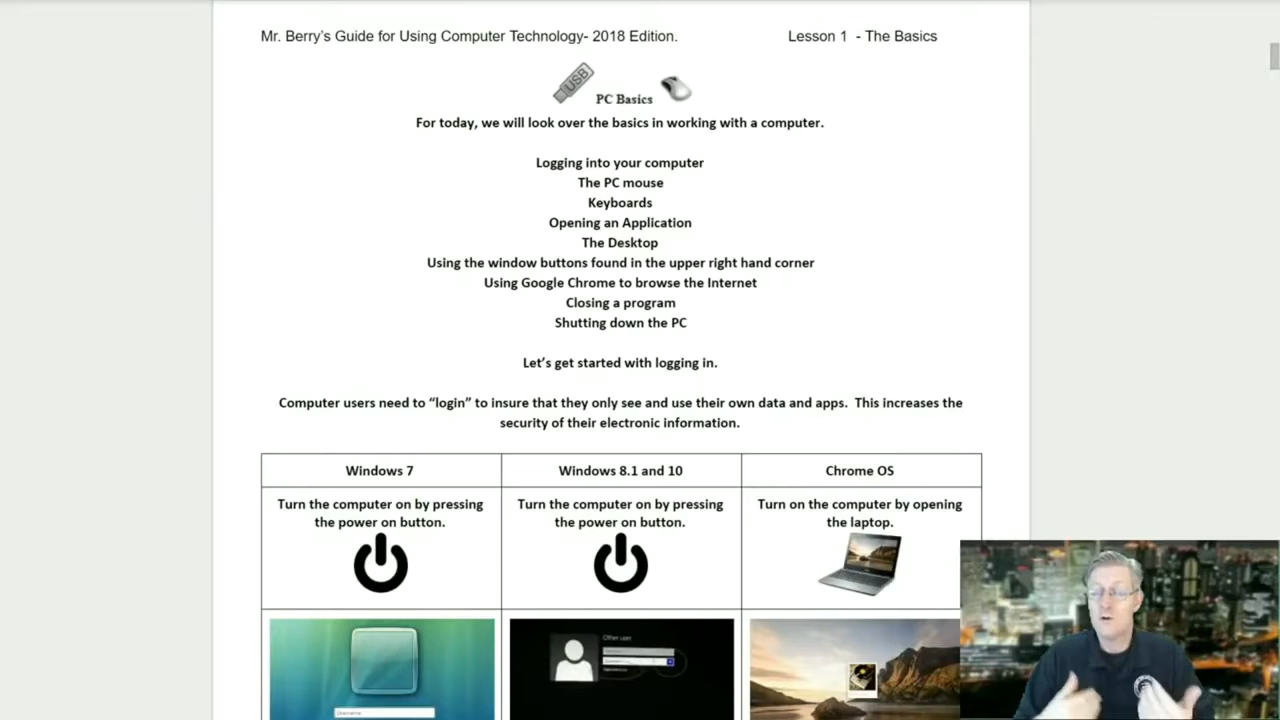 Mr. Berry's Guide for Using Computer Technology- 2018 Edition.
Lesson 1 - The Basics
USB
PC Basics
For today, we will look over the basics in working with a computer.
Logging into your computer
The PC mouse
Keyboards
Opening an Application
The Desktop
Using the window buttons found in the upper right hand corner
Using Google Chrome to browse the Internet
Closing a program
Shutting down the PC
Let's get started with logging in.
Computer users need to “login” to insure that they only see and use their own data and apps.  This increases the
security of their electronic information.
Windows 7
Windows 8.1 and 10
Chrome OS
Turn the computer on by pressing
the power on button.
Turn the computer on by pressing
the power on button.
Turn on the computer by opening
the laptop.
Other user
Username